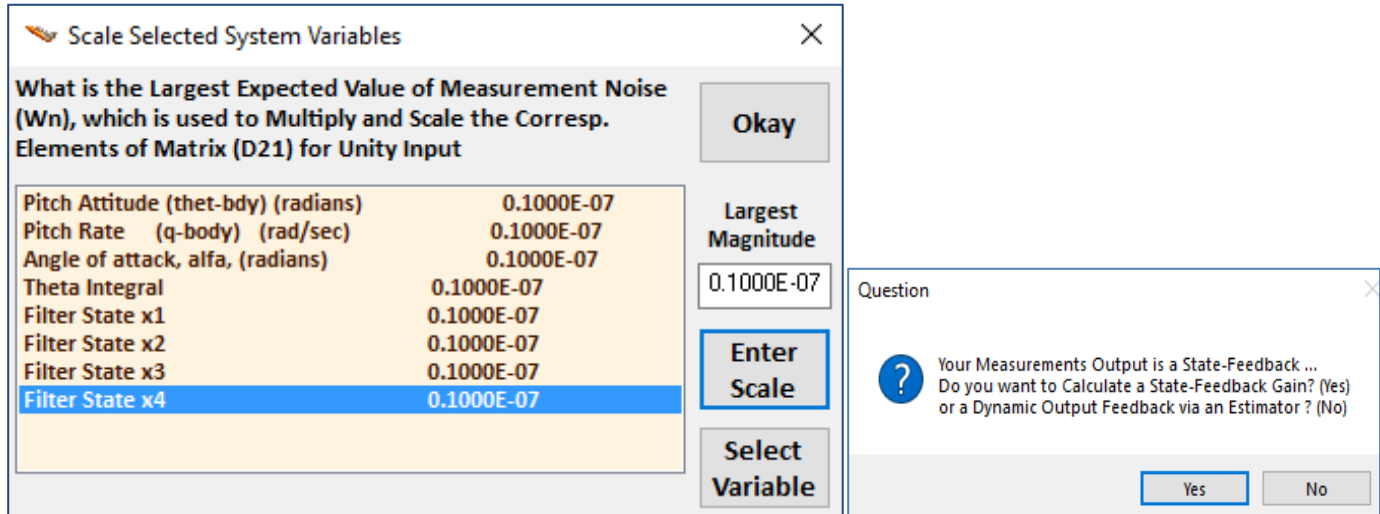 Scale Selected System Variables
What is the Largest Expected Value of Measurement Noise
(Wn), which is used to Multiply and Scale the Corresp.
Elements of Matrix (D21) for Unity Input
Okay
Pitch Attitude (thet-bdy) (radians) 0.1000E-07
Pitch Rate (q-body) (rad/sec) 0.1000E-07
Angle of attack, alfa, (radians) 0.1000E-07
Theta Integral 0.1000E-07
Filter State x1 0.1000E-07
Filter State x2 0.1000E-07
Filter State x3 0.1000E-07
Filter State x4 0.1000E-07
Largest
Magnitude
0.1000E-07
Enter
Scale
Select
Variable
Question
Your Measurements Output is a State-Feedback ...
Do you want to Calculate a State-Feedback Gain? (Yes)
or a Dynamic Output Feedback via an Estimator ? (No)
Yes No